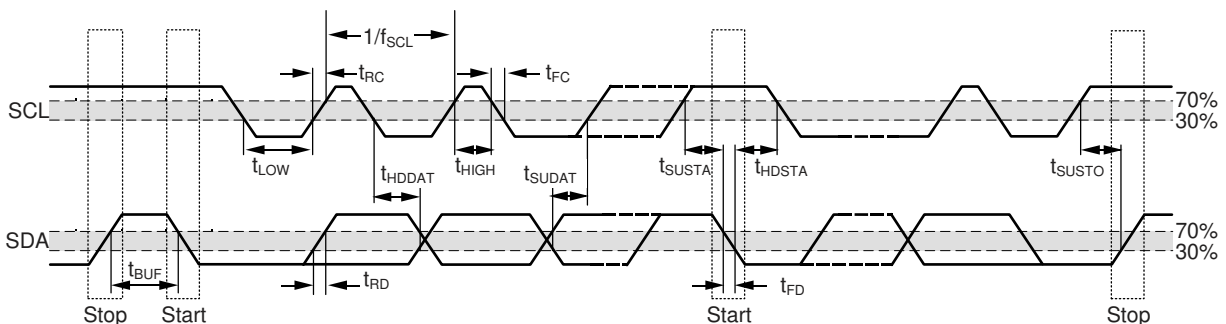 1/fSCL
tRC
tFC
SCL
70%
30%
tLOW
tHDDAT
tHIGH
tSUDAT
tSUSTA
tHDSTA
tSUSTO
SDA
70%
30%
tBUF
tRD
tFD
Stop
Start
Start
Stop